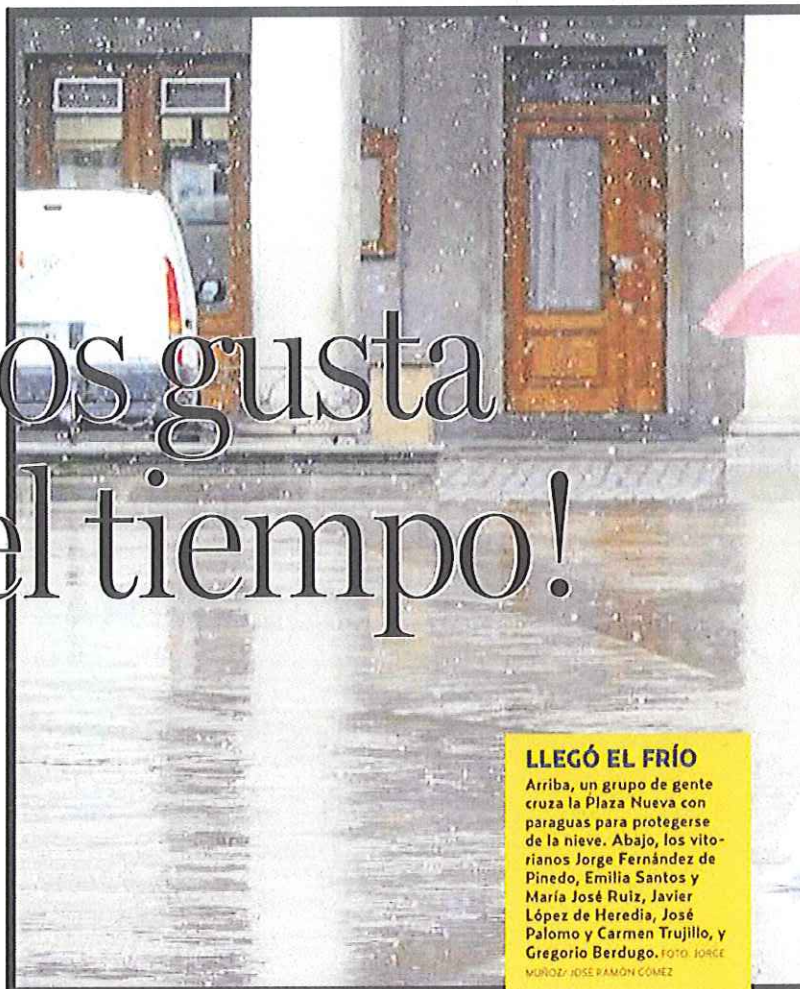 os gusta
el tiempo!
LLEGÓ EL FRÍO
Arriba, un grupo de gente
cruza la Plaza Nueva con
paraguas para protegerse
de la nieve. Abajo, los vito-
rianos Jorge Fernández de
Pinedo, Emilia Santos y
María José Ruiz, Javier
López de Heredia, José
Palomo y Carmen Trujillo, y
Gregorio Berdugo. FOTO: JORGE
MUÑOZ/ JOSÉ RAMÓN GÓMEZ